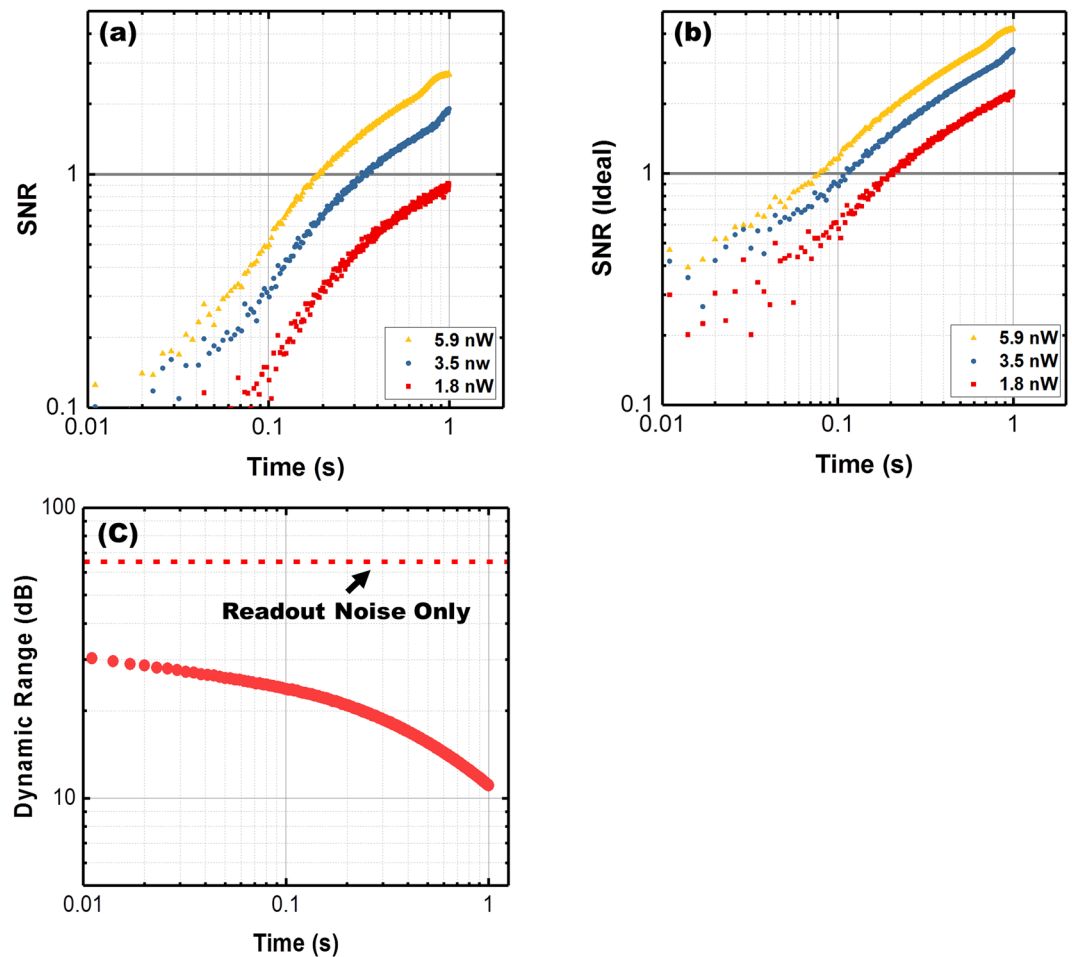 (a)
SNR
1
0.1
0.01
0.1
1
Time (s)
5.9 nW
3.5 nw
1.8 nW
(b)
SNR (Ideal)
1
0.1
0.01
0.1
1
Time (s)
5.9 nW
3.5 nW
1.8 nW
(C)
100
Dynamic Range (dB)
Readout Noise Only
10
0.01
0.1
1
Time (s)